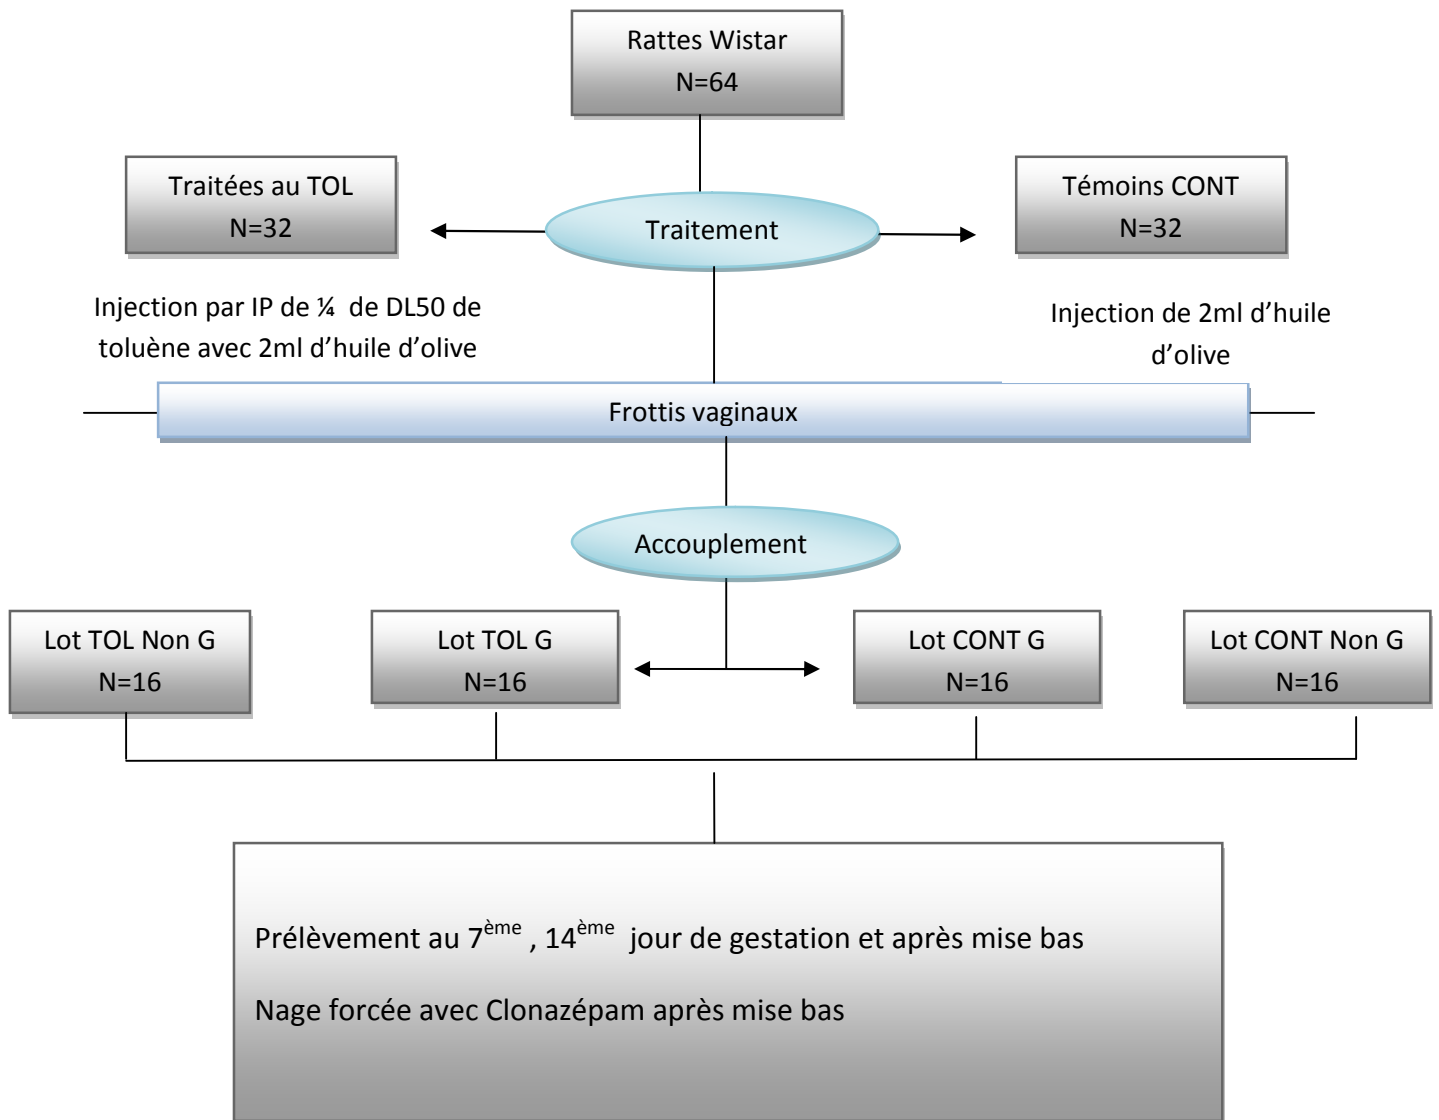 Rattes Wistar
N=64
Traitées au TOL
N=32
Traitement
Témoins CONT
N=32
Injection par IP de ¼ de DL50 de
toluène avec 2ml d’huile d’olive
Injection de 2ml d’huile
d’olive
Frottis vaginaux
Accouplement
Lot TOL Non G
N=16
Lot TOL G
N=16
Lot CONT G
N=16
Lot CONT Non G
N=16
Prélèvement au 7ème , 14ème jour de gestation et après mise bas
Nage forcée avec Clonazépam après mise bas